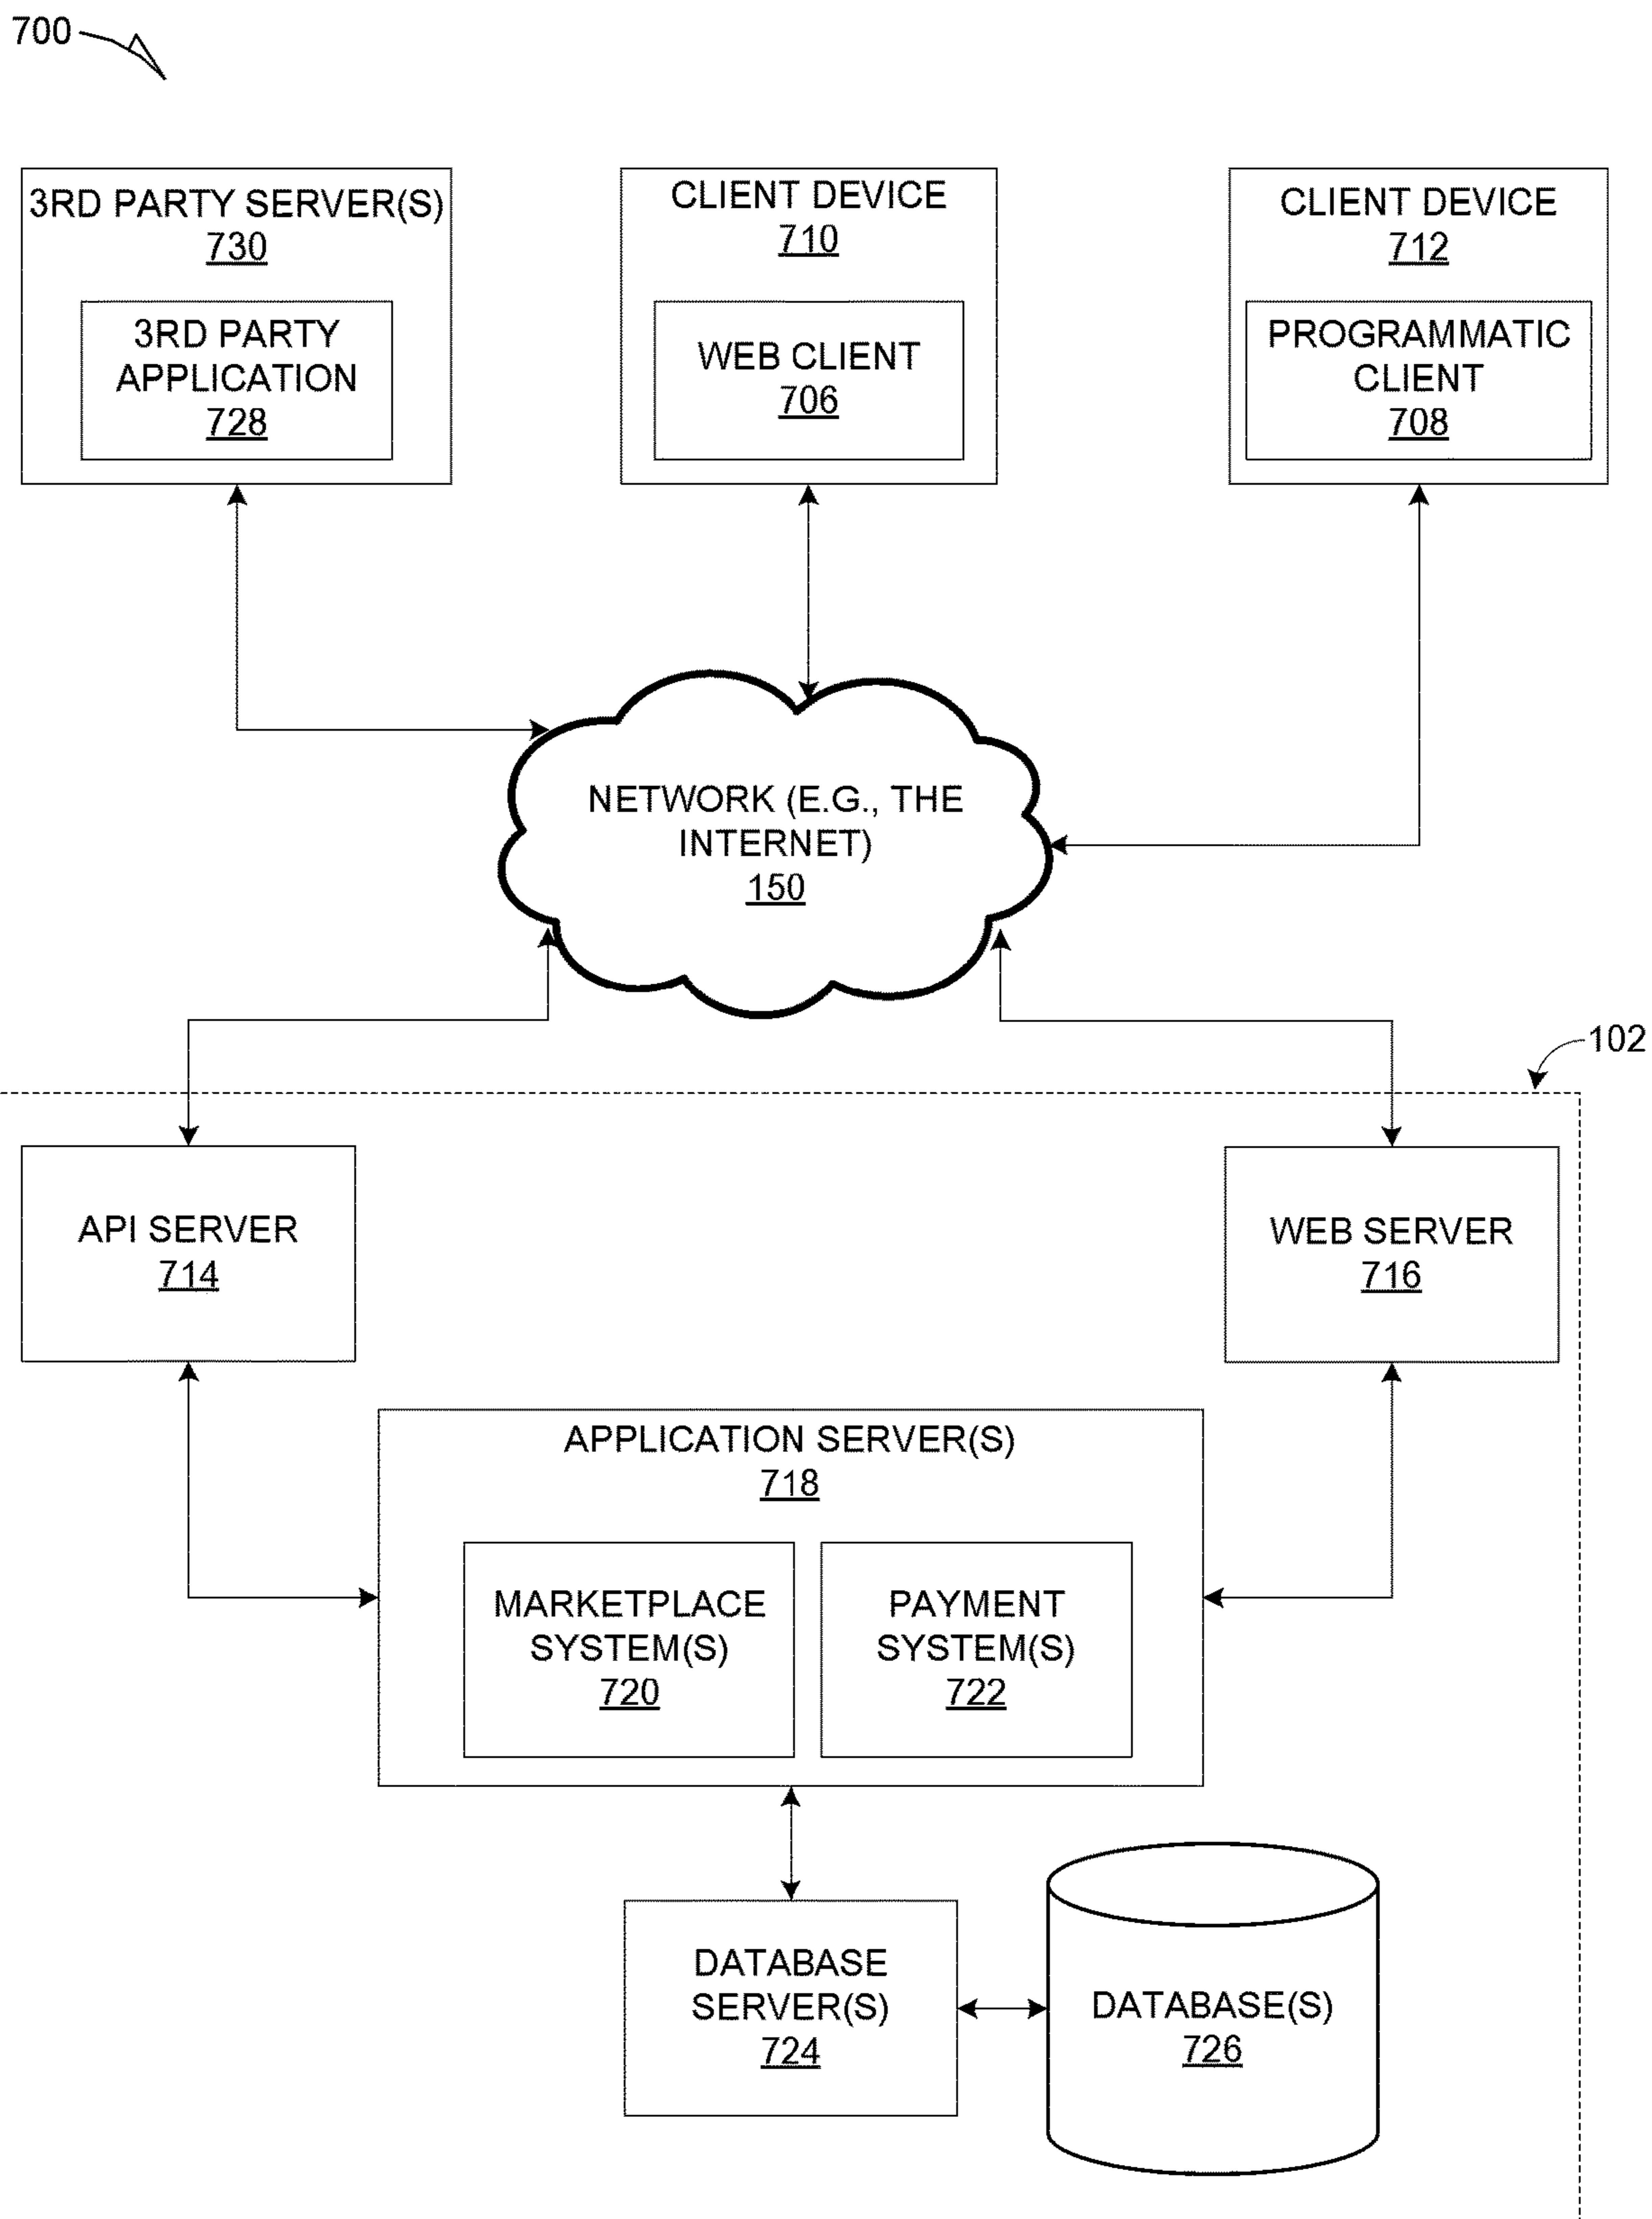 700
3RD PARTY SERVER(S)
730
3RD PARTY
APPLICATION
728
CLIENT DEVICE
710
WEB CLIENT
706
CLIENT DEVICE
712
PROGRAMMATIC
CLIENT
708
NETWORK (E.G., THE
INTERNET)
150
102
API SERVER
714
WEB SERVER
716
APPLICATION SERVER(S)
718
MARKETPLACE
SYSTEM(S)
720
PAYMENT
SYSTEM(S)
722
DATABASE
SERVER(S)
724
DATABASE(S)
726